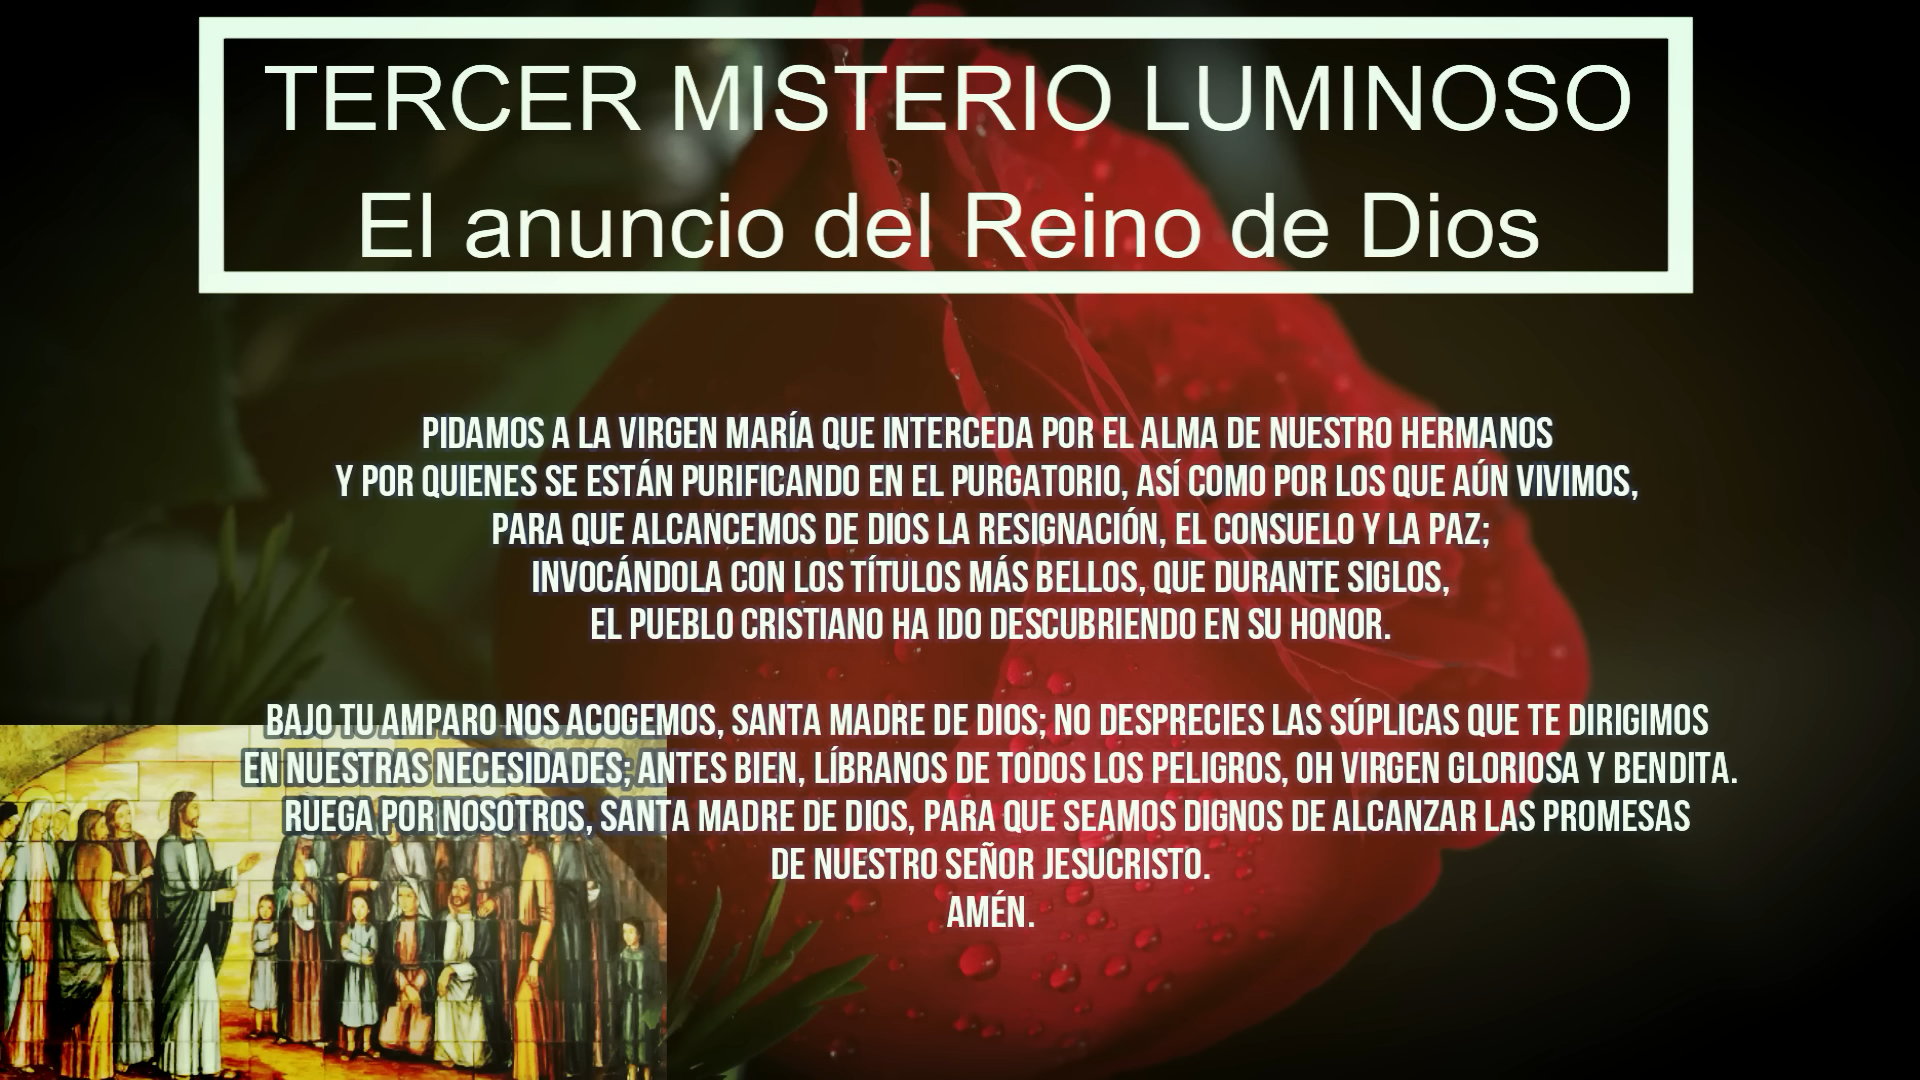 TERCER MISTERIO LUMINOSO
El anuncio del Reino de Dios
PIDAMOS A LA VIRGEN MARÍA QUE INTERCEDA POR EL ALMA DE NUESTRO HERMANOS
Y POR QUIENES SE ESTÁN PURIFICANDO EN EL PURGATORIO, ASÍ COMO POR LOS QUE AÚN VIVIMOS,
PARA QUE ALCANCEMOS DE DIOS LA RESIGNACIÓN, EL CONSUELO Y LA PAZ;
INVOCÁNDOLA CON LOS TÍTULOS MÁS BELLOS, QUE DURANTE SIGLOS,
EL PUEBLO CRISTIANO HA IDO DESCUBRIENDO EN SU HONOR.
BAJO TU AMPARO NOS ACOGEMOS, SANTA MADRE DE DIOS; NO DESPRECIES LAS SÚPLICAS QUE TE DIRIGIMOS
EN NUESTRAS NECESIDADES; ANTES BIEN, LÍBRANOS DE TODOS LOS PELIGROS, OH VIRGEN GLORIOSA Y BENDITA.
RUEGA POR NOSOTROS, SANTA MADRE DE DIOS, PARA QUE SEAMOS DIGNOS DE ALCANZAR LAS PROMESAS
DE NUESTRO SEÑOR JESUCRISTO.
AMÉN.